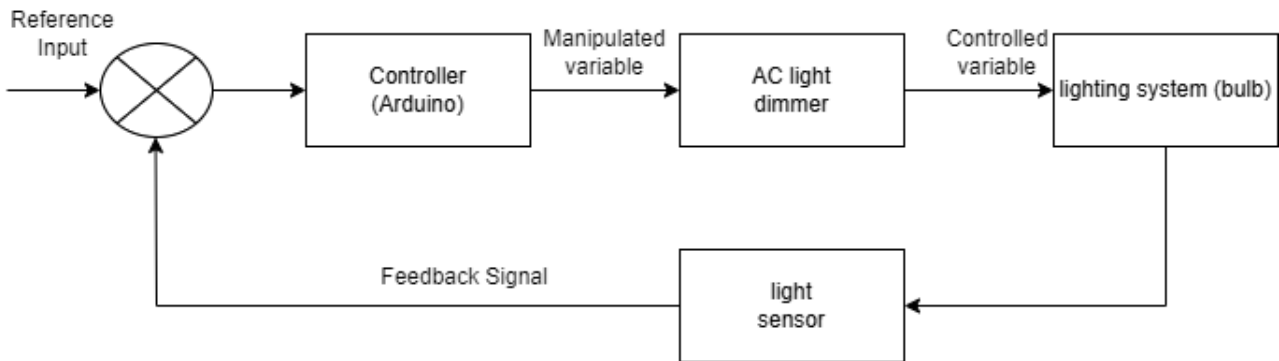 Reference
Input
Controller
(Arduino)
Manipulated
variable
AC light
dimmer
Controlled
variable
lighting system (bulb)
Feedback Signal
light
sensor